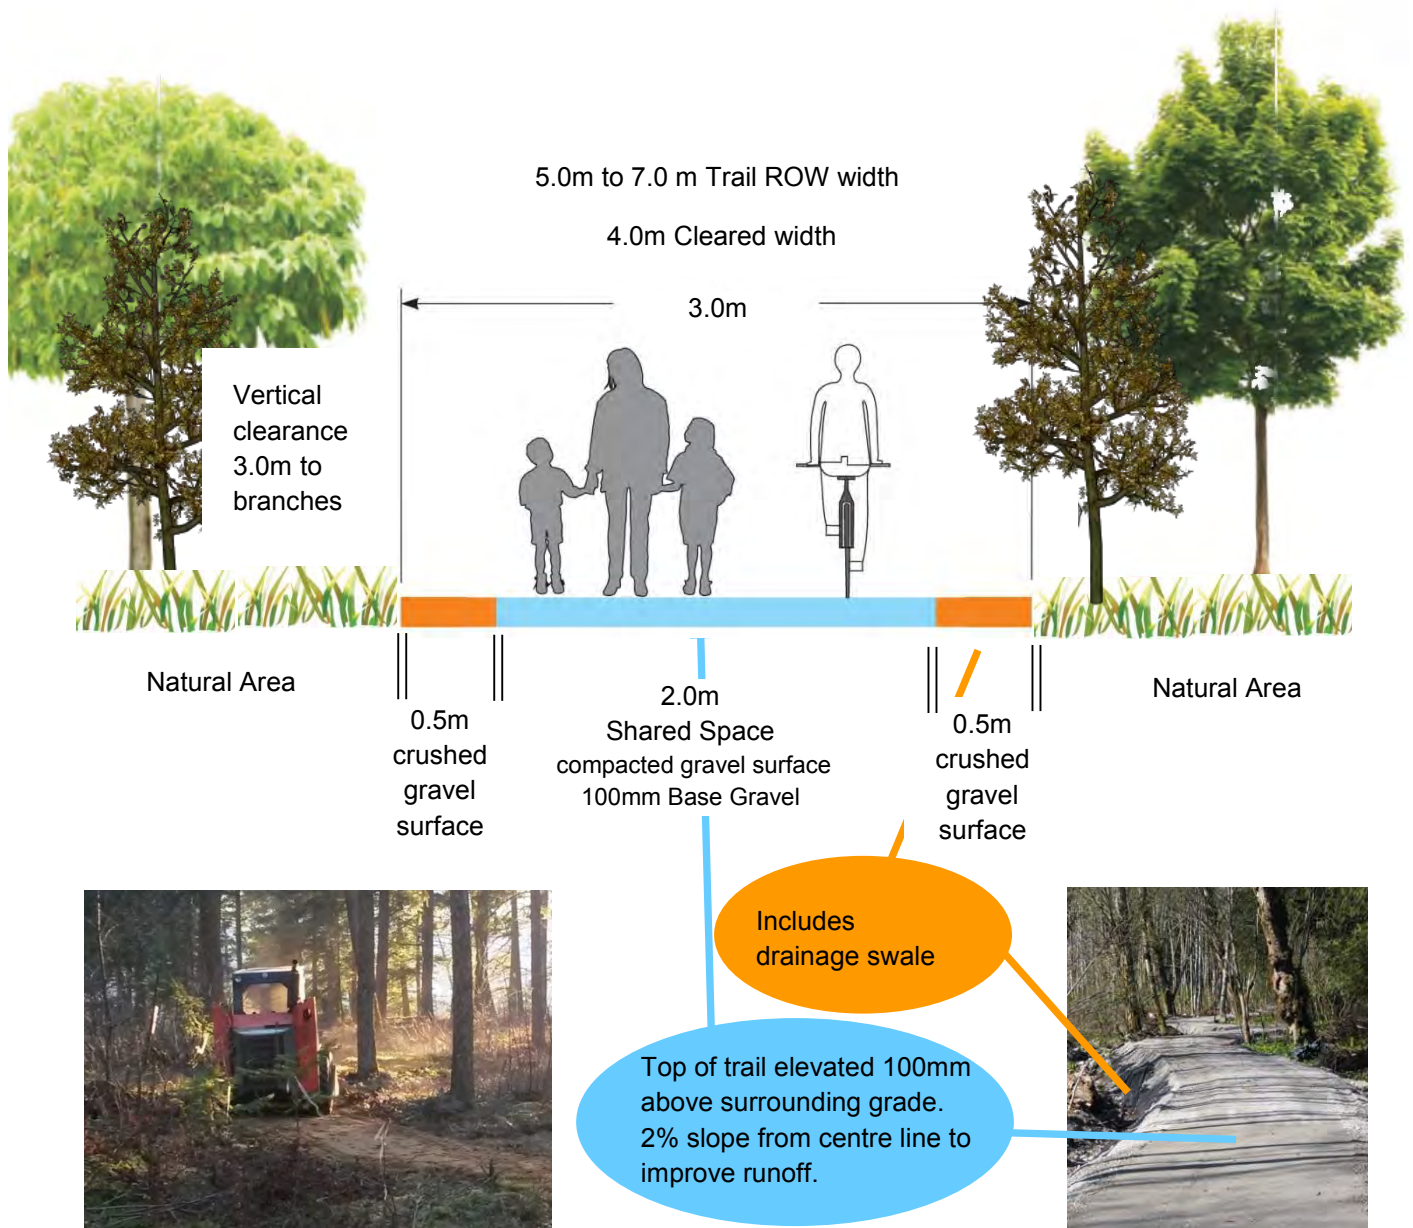 5.0m to 7.0 m Trail ROW width
4.0m Cleared width
3.0m
Vertical
clearance
3.0m to
branches
Natural Area
Natural Area
0.5m
crushed
gravel
surface
2.0m
Shared Space
compacted gravel surface
100mm Base Gravel
0.5m
crushed
gravel
surface
Includes
drainage swale
Top of trail elevated 100mm
above surrounding grade.
2% slope from centre line to
improve runoff.